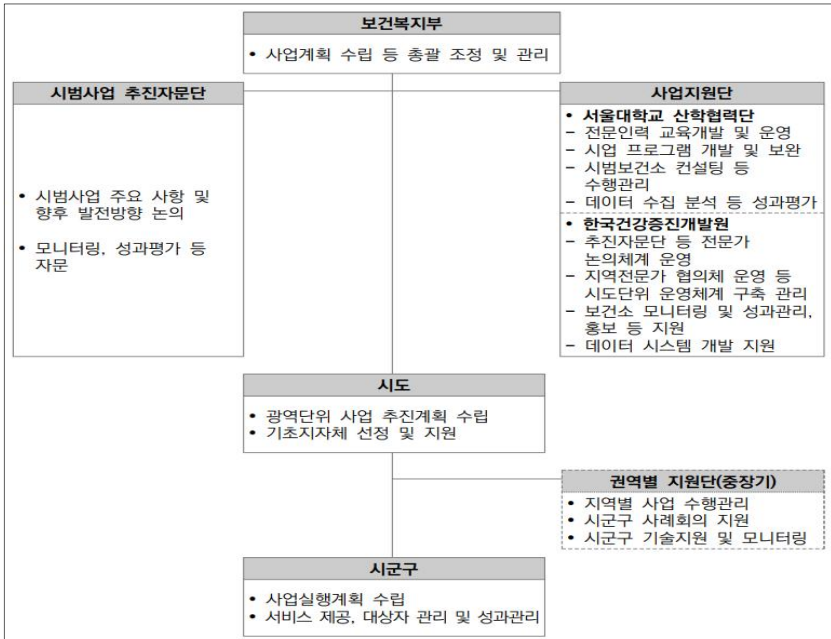 보건복지부
• 사업계획 수립 등 총괄 조정 및 관리
시범사업 추진자문단
• 시범사업 주요 사항 및
향후 발전방향 논의
• 모니터링, 성과평가 등
자문
사업지원단
• 서울대학교 산학협력단
– 전문인력 교육개발 및 운영
– 시업 프로그램 개발 및 보완
– 시범보건소 컨설팅 등
수행관리
– 데이터 수집 분석 등 성과평가
• 한국건강증진개발원
– 추진자문단 등 전문가
논의체계 운영
– 지역전문가 협의체 운영 등
시도단위 운영체계 구축 관리
– 보건소 모니터링 및 성과관리,
홍보 등 지원
– 데이터 시스템 개발 지원
시도
• 광역단위 사업 추진계획 수립
• 기초지자체 선정 및 지원
권역별 지원단(중장기)
• 지역별 사업 수행관리
• 시군구 사례회의 지원
• 시군구 기술지원 및 모니터링
시군구
• 사업실행계획 수립
• 서비스 제공, 대상자 관리 및 성과관리